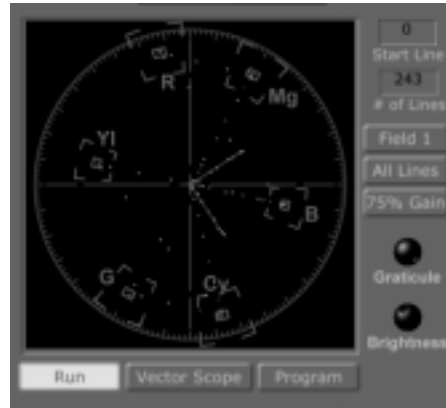 0
Start Line
243
# of Lines
Field 1
All Lines
75% Gain
R
Mg
Yl
B
G
Cy
Graticule
Brightness
Run
Vector Scope
Program